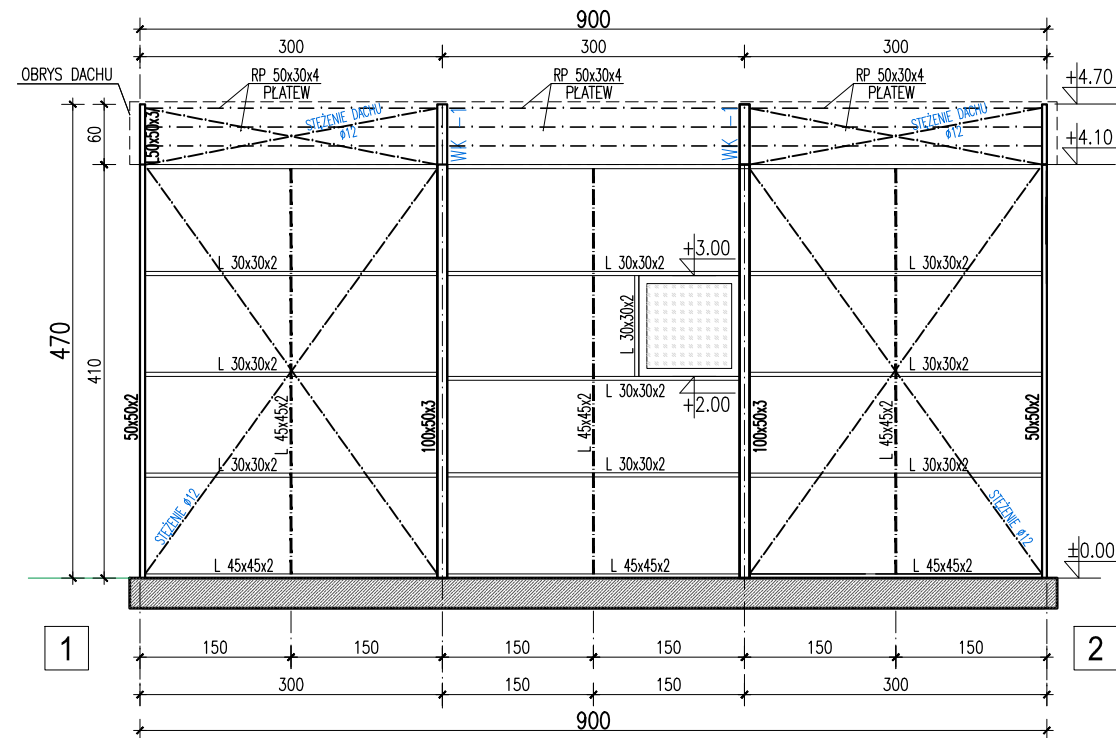 900
300
300
300
OBRYS DACHU
RP 50x30x4
PŁATEW
RP 50x30x4
PŁATEW
RP 50x30x4
PŁATEW
+4.70
60
L50x50x3
STĘŻENIE DACHU
ø12
WK -1
WK -1
STĘŻENIE DACHU
ø12
+4.10
470
410
L 30x30x2
L 30x30x2
+3.00
L 30x30x2
L 30x30x2
L 30x30x2
L 30x30x2
+2.00
L 30x30x2
50x50x2
L 45x45x2
100x50x3
L 45x45x2
100x50x3
L 45x45x2
50x50x2
L 30x30x2
L 30x30x2
L 30x30x2
STĘŻENIE ø12
STĘŻENIE ø12
L 45x45x2
L 45x45x2
L 45x45x2
±0.00
1
150
150
150
150
150
150
2
300
150
150
300
900